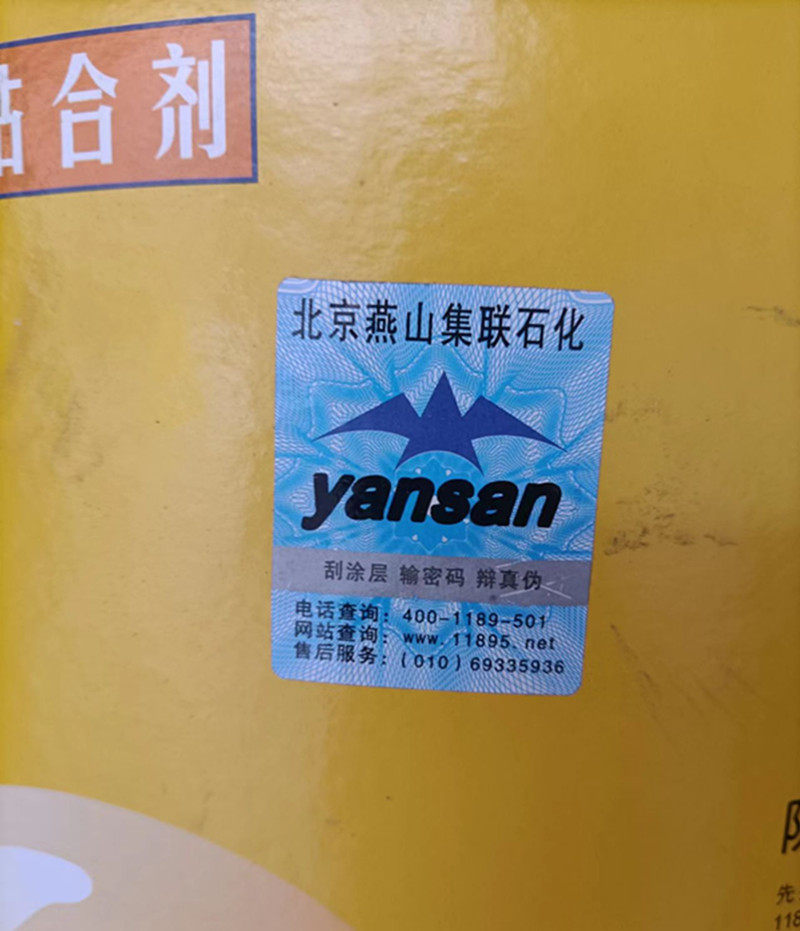 粘合剂
北京燕山集联石化
yansan
刮涂层 输密码 辩真伪
电话查询：400-1189-501
网站查询：www.11895.net
售后服务：(010)69335936
先
118